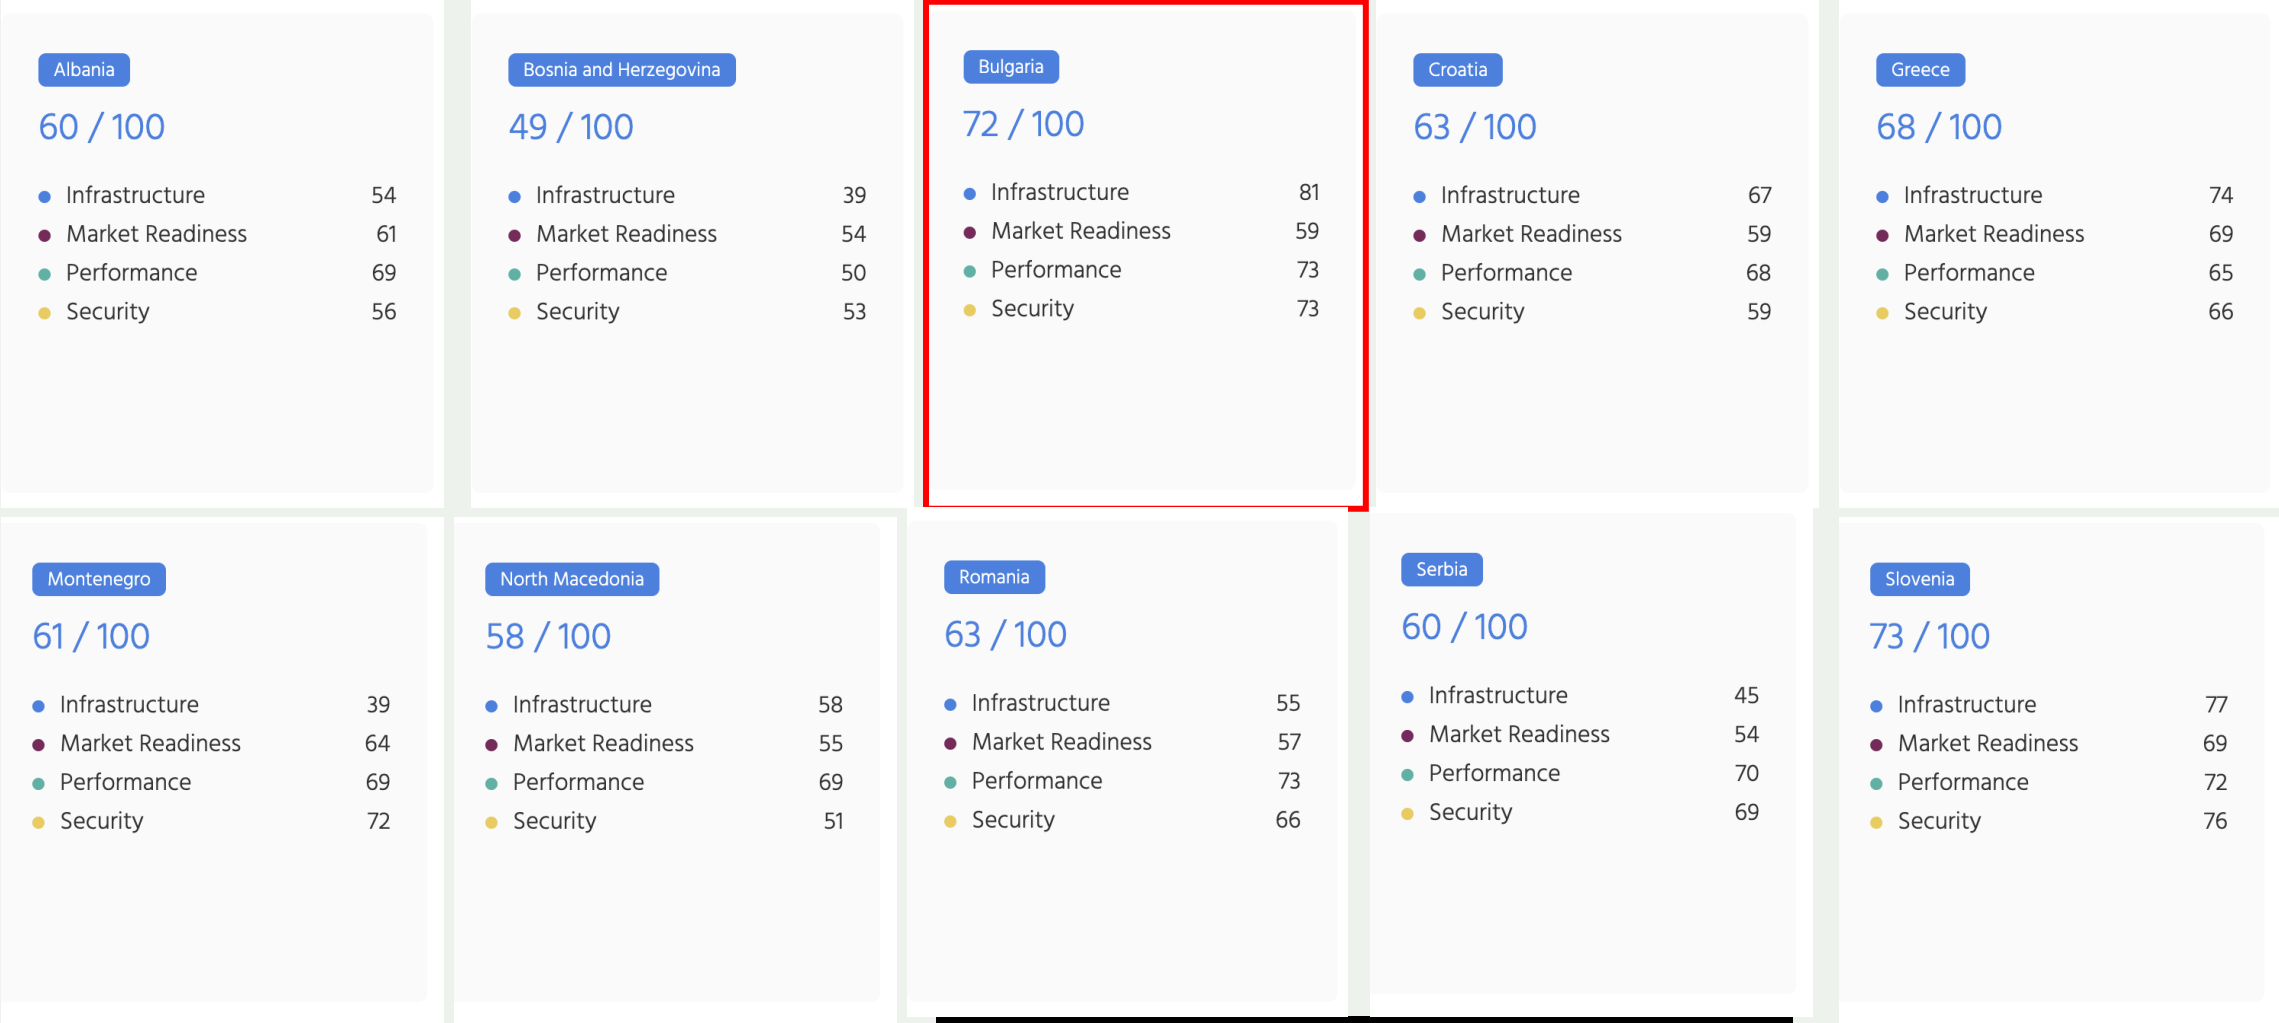 Albania
60 / 100
Infrastructure 54
Market Readiness 61
Performance 69
Security 56
Bosnia and Herzegovina
49 / 100
Infrastructure 39
Market Readiness 54
Performance 50
Security 53
Bulgaria
72 / 100
Infrastructure 81
Market Readiness 59
Performance 73
Security 73
Croatia
63 / 100
Infrastructure 67
Market Readiness 59
Performance 68
Security 59
Greece
68 / 100
Infrastructure 74
Market Readiness 69
Performance 65
Security 66
Montenegro
61 / 100
Infrastructure 39
Market Readiness 64
Performance 69
Security 72
North Macedonia
58 / 100
Infrastructure 58
Market Readiness 55
Performance 69
Security 51
Romania
63 / 100
Infrastructure 55
Market Readiness 57
Performance 73
Security 66
Serbia
60 / 100
Infrastructure 45
Market Readiness 54
Performance 70
Security 69
Slovenia
73 / 100
Infrastructure 77
Market Readiness 69
Performance 72
Security 76